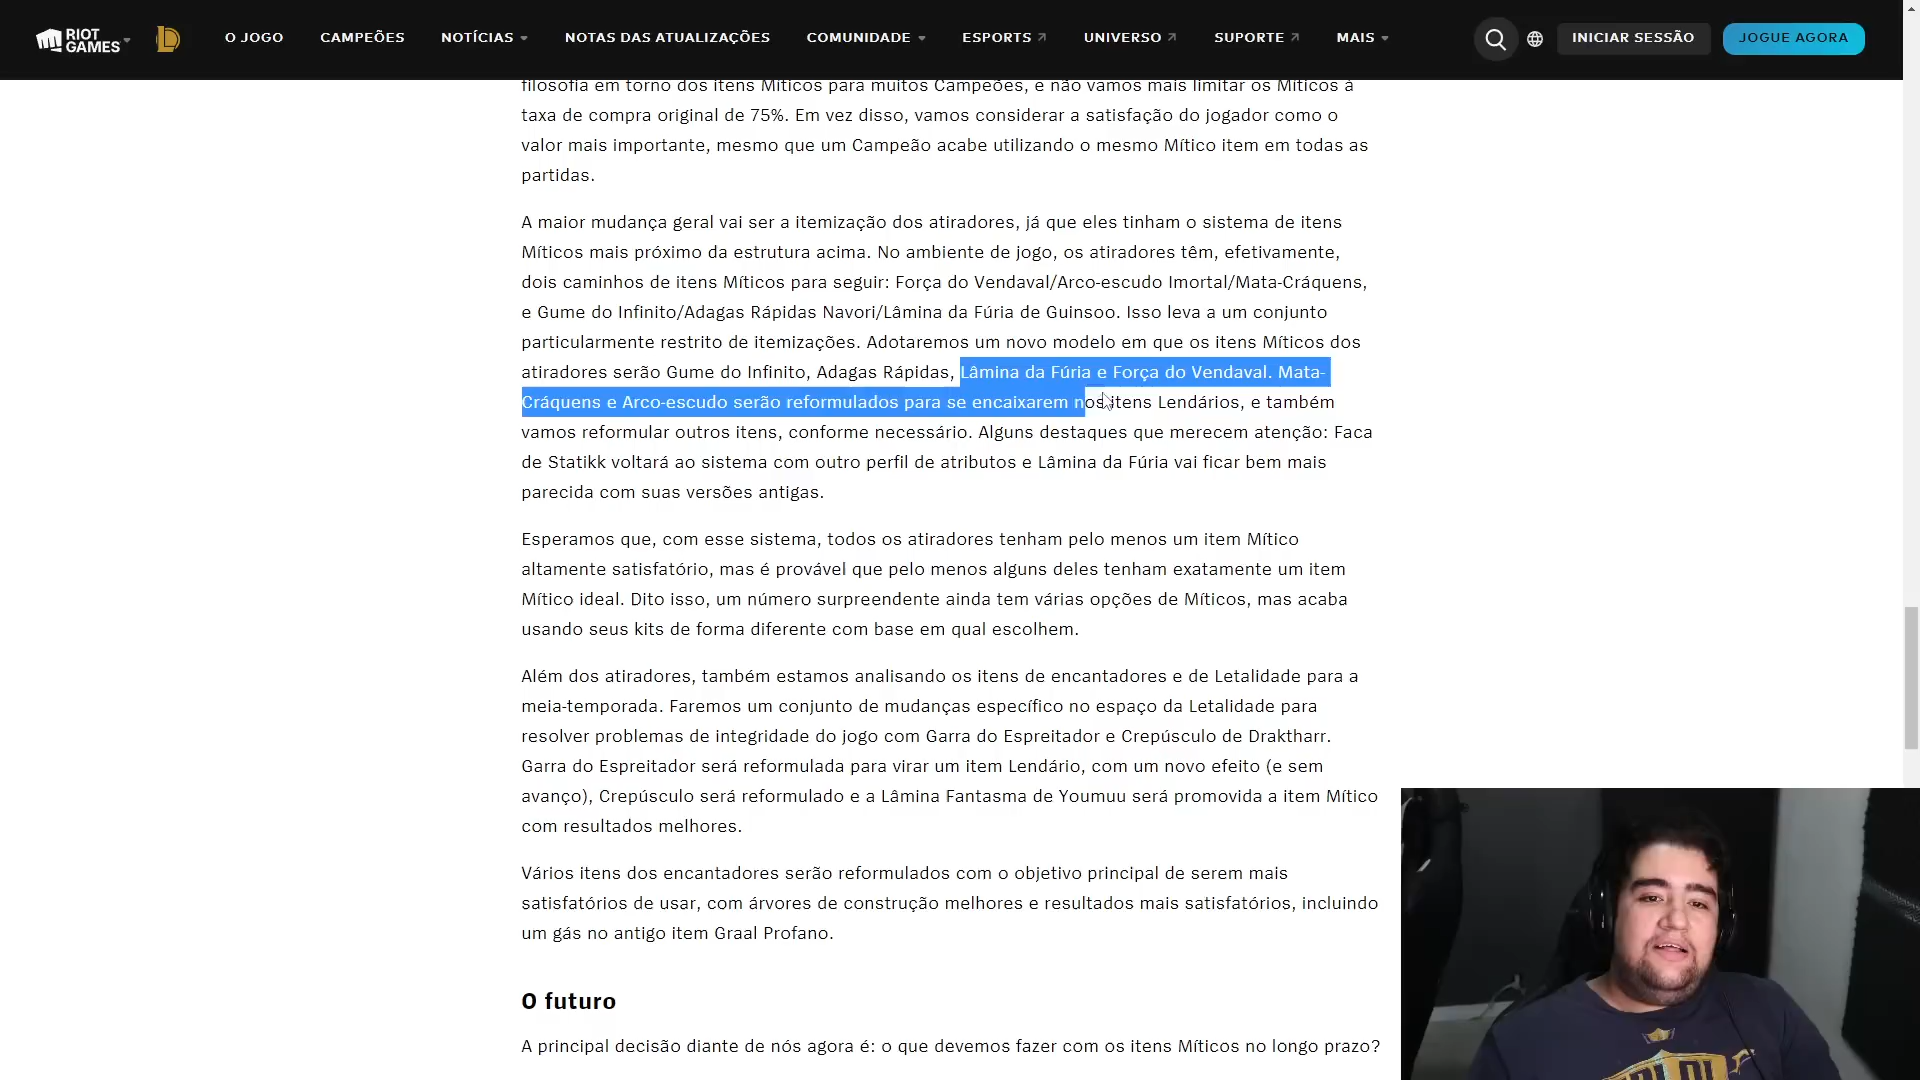 RIOT
GAMES
O JOGO
CAMPEÕES
NOTÍCIAS
NOTAS DAS ATUALIZAÇÕES
COMUNIDADE
ESPORTS
UNIVERSO
SUPORTE
MAIS
INICIAR SESSÃO
JOGUE AGORA
filosofia em torno dos itens Míticos para muitos Campeões, e não vamos mais limitar os Míticos à
taxa de compra original de 75%. Em vez disso, vamos considerar a satisfação do jogador como o
valor mais importante, mesmo que um Campeão acabe utilizando o mesmo Mítico item em todas as
partidas.
A maior mudança geral vai ser a itemização dos atiradores, já que eles tinham o sistema de itens
Míticos mais próximo da estrutura acima. No ambiente de jogo, os atiradores têm, efetivamente,
dois caminhos de itens Míticos para seguir: Força do Vendaval/Arco-escudo Imortal/Mata-Cráquens,
e Gume do Infinito/Adagas Rápidas Navori/Lâmina da Fúria de Guinsoo. Isso leva a um conjunto
particularmente restrito de itemizações. Adotaremos um novo modelo em que os itens Míticos dos
atiradores serão Gume do Infinito, Adagas Rápidas, Lâmina da Fúria e Força do Vendaval. Mata-
Cráquens e Arco-escudo serão reformulados para se encaixarem nos itens Lendários, e também
vamos reformular outros itens, conforme necessário. Alguns destaques que merecem atenção: Faca
de Statikk voltará ao sistema com outro perfil de atributos e Lâmina da Fúria vai ficar bem mais
parecida com suas versões antigas.
Esperamos que, com esse sistema, todos os atiradores tenham pelo menos um item Mítico
altamente satisfatório, mas é provável que pelo menos alguns deles tenham exatamente um item
Mítico ideal. Dito isso, um número surpreendente ainda tem várias opções de Míticos, mas acaba
usando seus kits de forma diferente com base em qual escolhem.
Além dos atiradores, também estamos analisando os itens de encantadores e de Letalidade para a
meia-temporada. Faremos um conjunto de mudanças específico no espaço da Letalidade para
resolver problemas de integridade do jogo com Garra do Espreitador e Crepúsculo de Draktharr.
Garra do Espreitador será reformulada para virar um item Lendário, com um novo efeito (e sem
avanço), Crepúsculo será reformulado e a Lâmina Fantasma de Youmuu será promovida a item Mítico
com resultados melhores.
Vários itens dos encantadores serão reformulados com o objetivo principal de serem mais
satisfatórios de usar, com árvores de construção melhores e resultados mais satisfatórios, incluindo
um gás no antigo item Graal Profano.
O futuro
A principal decisão diante de nós agora é: o que devemos fazer com os itens Míticos no longo prazo?